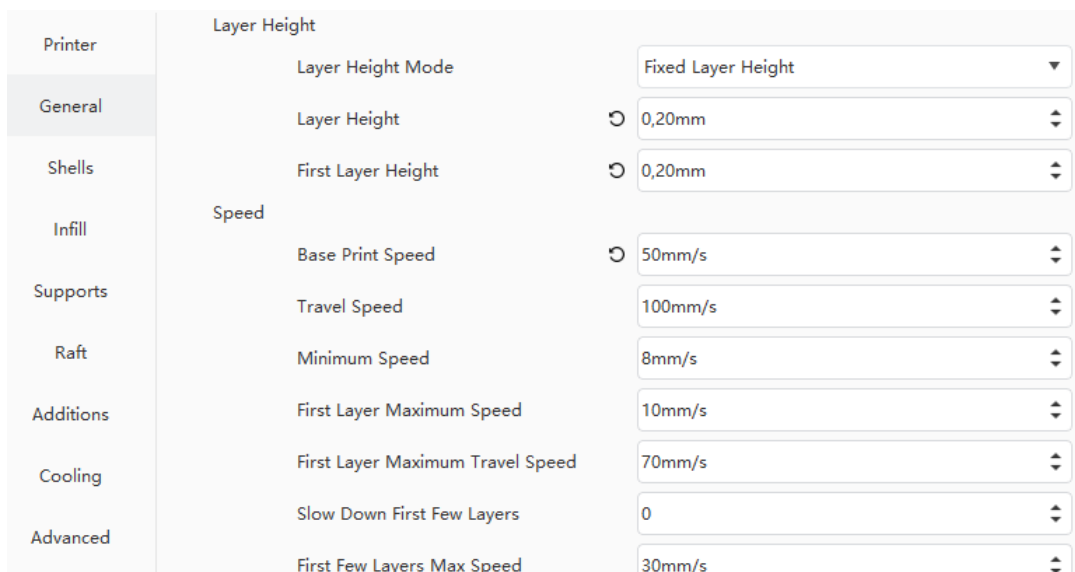 Printer
General
Shells
Infill
Supports
Raft
Additions
Cooling
Advanced
Layer Height
Layer Height Mode Fixed Layer Height
Layer Height 0,20mm
First Layer Height 0,20mm
Speed
Base Print Speed 50mm/s
Travel Speed 100mm/s
Minimum Speed 8mm/s
First Layer Maximum Speed 10mm/s
First Layer Maximum Travel Speed 70mm/s
Slow Down First Few Layers 0
First Few Layers Max Speed 30mm/s